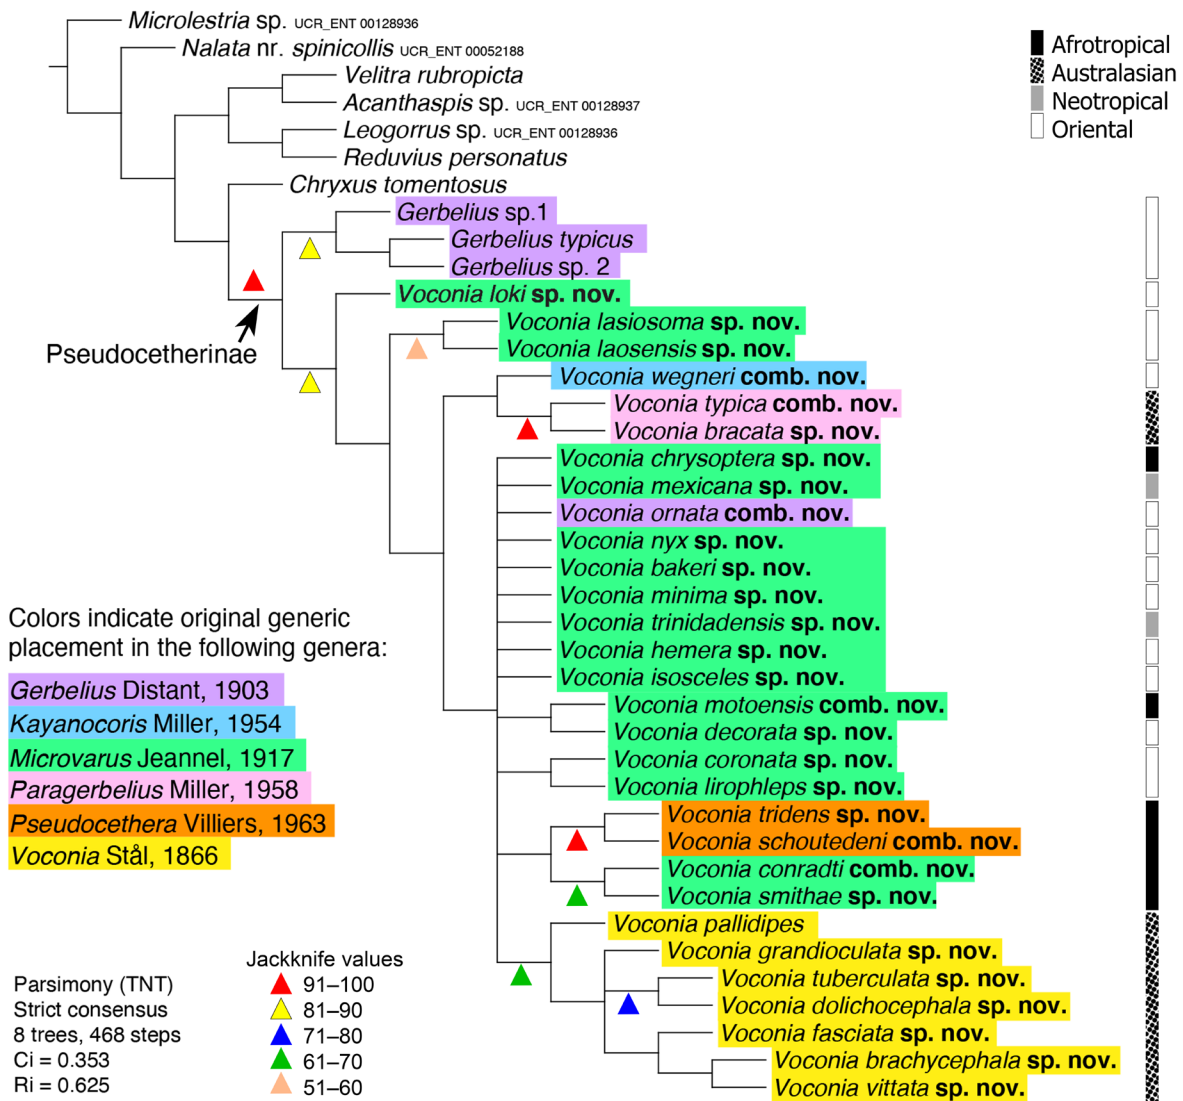 Microlestria sp. UCR_ENT 00128936
Nalata nr. spinicollis UCR_ENT 00052188
Velitra rubropicta
Acanthaspis sp. UCR_ENT 00128937
Leogorrus sp. UCR_ENT 00128936
Reduvius personatus
Chryxus tomentosus
Afrotropical
Australasian
Neotropical
Oriental
Gerbelius sp.1
Gerbelius typicus
Gerbelius sp. 2
Voconia loki sp. nov.
Voconia lasiosoma sp. nov.
Voconia laosensis sp. nov.
Pseudocetherinae
Voconia wegneri comb. nov.
Voconia typica comb. nov.
Voconia bracata sp. nov.
Voconia chrysoptera sp. nov.
Voconia mexicana sp. nov.
Voconia ornata comb. nov.
Voconia nyx sp. nov.
Voconia bakeri sp. nov.
Voconia minima sp. nov.
Voconia trinidadensis sp. nov.
Voconia hemera sp. nov.
Voconia isosceles sp. nov.
Voconia motoensis comb. nov.
Voconia decorata sp. nov.
Voconia coronata sp. nov.
Voconia lirophleps sp. nov.
Voconia tridens sp. nov.
Voconia schoutedeni comb. nov.
Voconia conradti comb. nov.
Voconia smithae sp. nov.
Voconia pallidipes
Voconia grandioculata sp. nov.
Voconia tuberculata sp. nov.
Voconia dolichocephala sp. nov.
Voconia fasciata sp. nov.
Voconia brachycephala sp. nov.
Voconia vittata sp. nov.
Colors indicate original generic
placement in the following genera:
Gerbelius Distant, 1903
Kayanocoris Miller, 1954
Microvarus Jeannel, 1917
Paragerbelius Miller, 1958
Pseudocethera Villiers, 1963
Voconia Stål, 1866
Parsimony (TNT)
Strict consensus
8 trees, 468 steps
Ci = 0.353
Ri = 0.625
Jackknife values
91–100
81–90
71–80
61–70
51–60